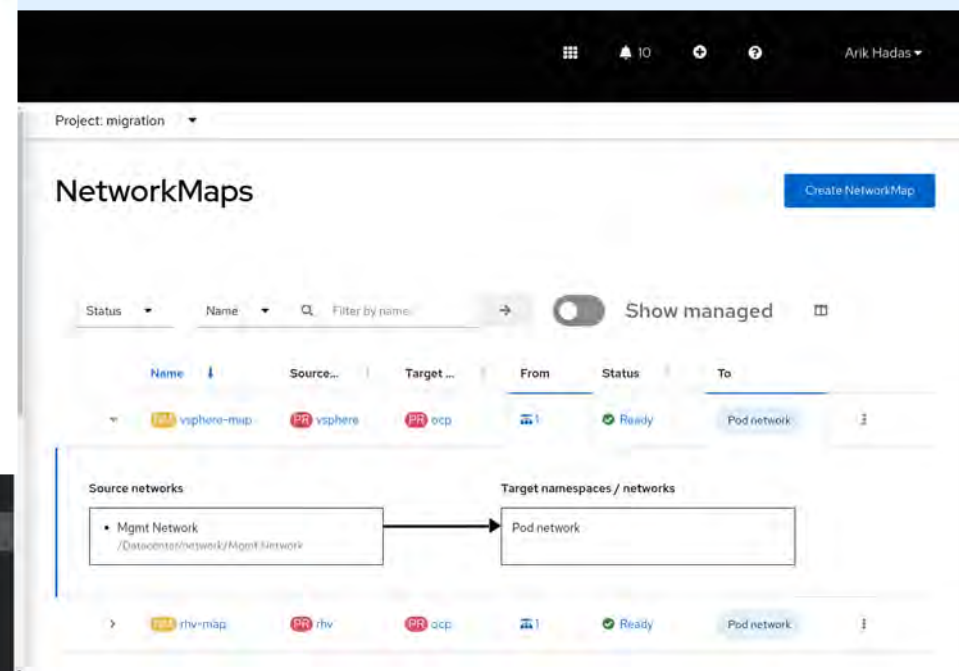 10 Arik Hadas
Project: migration
NetworkMaps
Create NetworkMap
Status Name Filter by name... Show managed
Name Source... Target ... From Status To
NM vsphere-map PR vsphere PR ocp 1 Ready Pod network
Source networks Target namespaces / networks
• Mgmt Network Pod network
/Datacenter/network/Mgmt Network
NM rhv-map PR rhv PR ocp 1 Ready Pod network